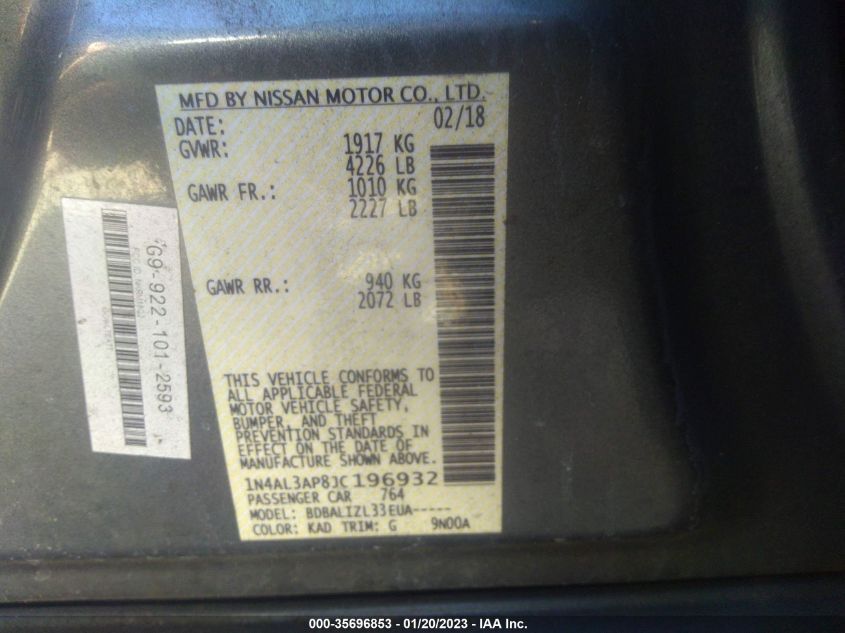 MFD BY NISSAN MOTOR CO., LTD.
DATE: 02/18
GVWR: 1917 KG
4226 LB
GAWR FR.: 1010 KG
2227 LB
GAWR RR.: 940 KG
2072 LB
THIS VEHICLE CONFORMS TO
ALL APPLICABLE FEDERAL
MOTOR VEHICLE SAFETY,
BUMPER, AND THEFT
PREVENTION STANDARDS IN
EFFECT ON THE DATE OF
MANUFACTURE SHOWN ABOVE.
1N4AL3AP8JC196932
PASSENGER CAR 764
MODEL: BDBALIZL33EUA-----
COLOR: KAD TRIM: G 9N00A
G9-922-101-2593
FCC ID:
000-35696853 - 01/20/2023 - IAA Inc.